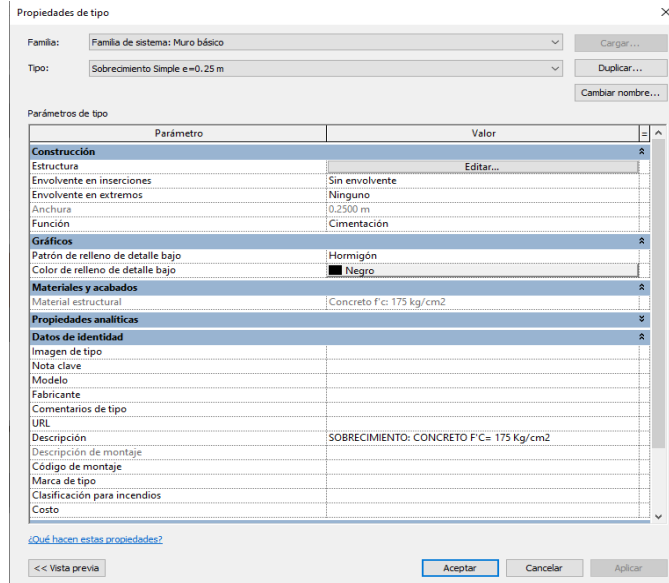 Propiedades de tipo ×
Familia: Familia de sistema: Muro básico Cargar...
Tipo: Sobrecimiento Simple e=0.25 m Duplicar...
Cambiar nombre...
Parámetros de tipo
Parámetro Valor =
Construcción
Estructura Editar...
Envolvente en inserciones Sin envolvente
Envolvente en extremos Ninguno
Anchura 0.2500 m
Función Cimentación
Gráficos
Patrón de relleno de detalle bajo Hormigón
Color de relleno de detalle bajo Negro
Materiales y acabados
Material estructural Concreto f'c: 175 kg/cm2
Propiedades analíticas
Datos de identidad
Imagen de tipo
Nota clave
Modelo
Fabricante
Comentarios de tipo
URL
Descripción SOBRECIMIENTO: CONCRETO F'C= 175 Kg/cm2
Descripción de montaje
Código de montaje
Marca de tipo
Clasificación para incendios
Costo
¿Qué hacen estas propiedades?
<< Vista previa Aceptar Cancelar Aplicar